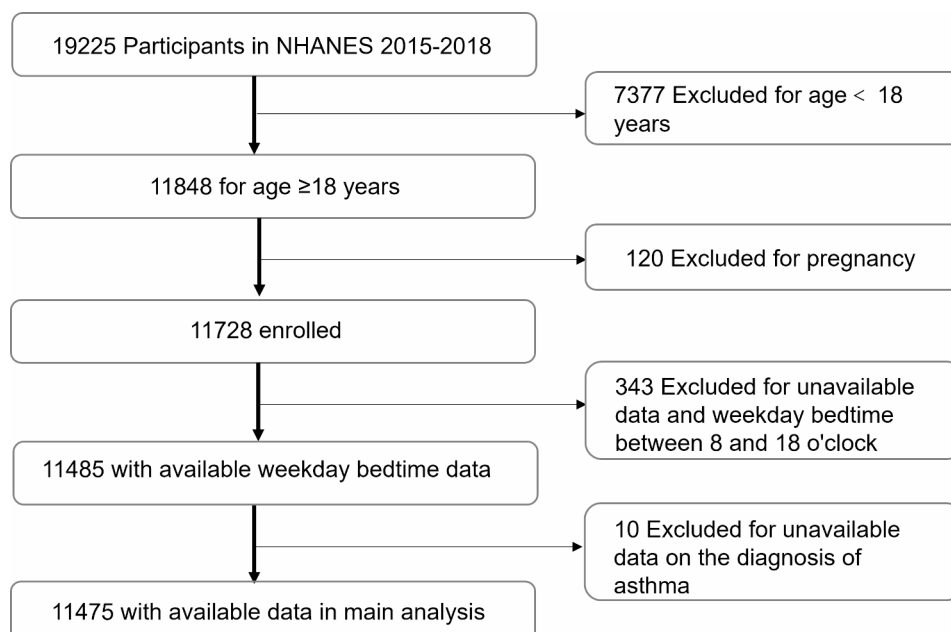 19225 Participants in NHANES 2015-2018
7377 Excluded for age < 18
years
11848 for age ≥18 years
120 Excluded for pregnancy
11728 enrolled
343 Excluded for unavailable
data and weekday bedtime
between 8 and 18 o'clock
11485 with available weekday bedtime data
10 Excluded for unavailable
data on the diagnosis of
asthma
11475 with available data in main analysis